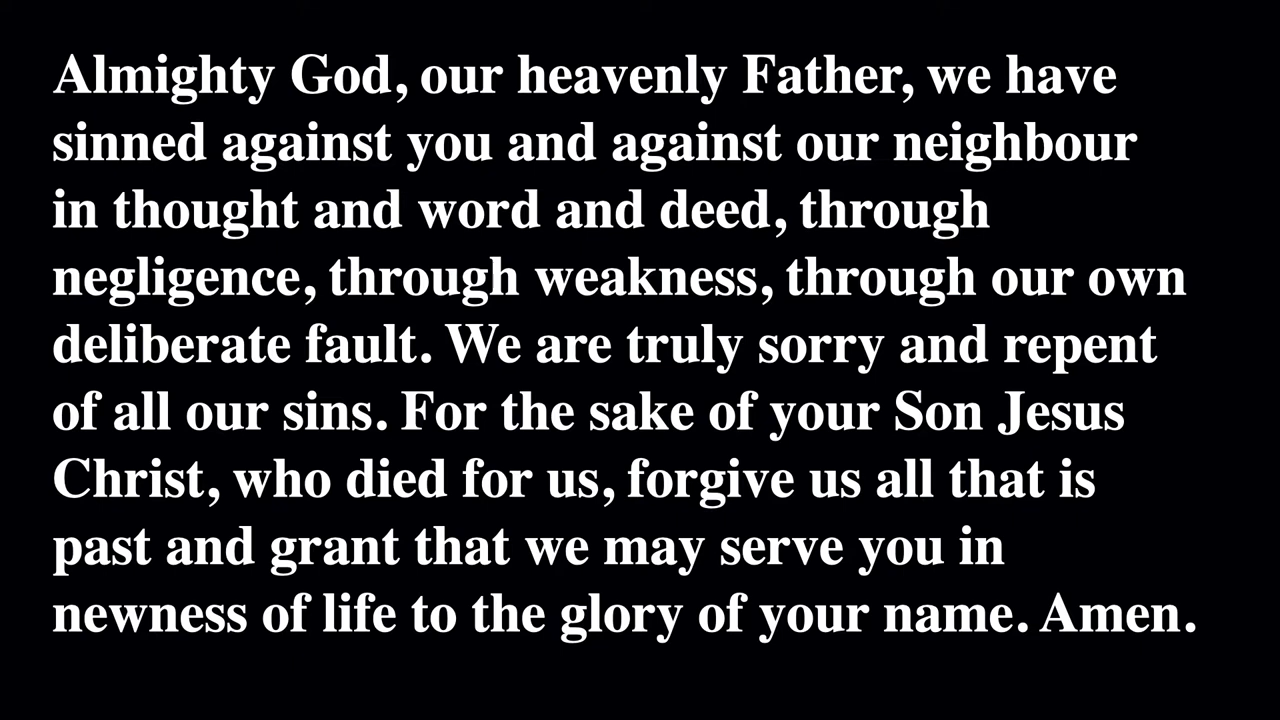 Almighty God, our heavenly Father, we have
sinned against you and against our neighbour
in thought and word and deed, through
negligence, through weakness, through our own
deliberate fault. We are truly sorry and repent
of all our sins. For the sake of your Son Jesus
Christ, who died for us, forgive us all that is
past and grant that we may serve you in
newness of life to the glory of your name. Amen.